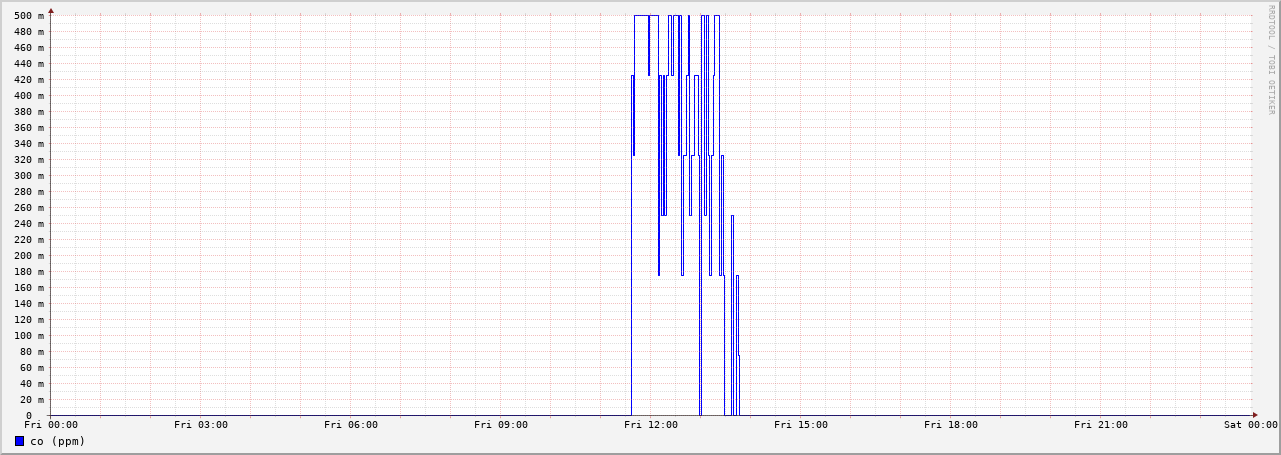 RRDTOOL / TOBI OETIKER
500 m
480 m
460 m
440 m
420 m
400 m
380 m
360 m
340 m
320 m
300 m
280 m
260 m
240 m
220 m
200 m
180 m
160 m
140 m
120 m
100 m
80 m
60 m
40 m
20 m
0
Fri 00:00 Fri 03:00 Fri 06:00 Fri 09:00 Fri 12:00 Fri 15:00 Fri 18:00 Fri 21:00 Sat 00:00
co (ppm)